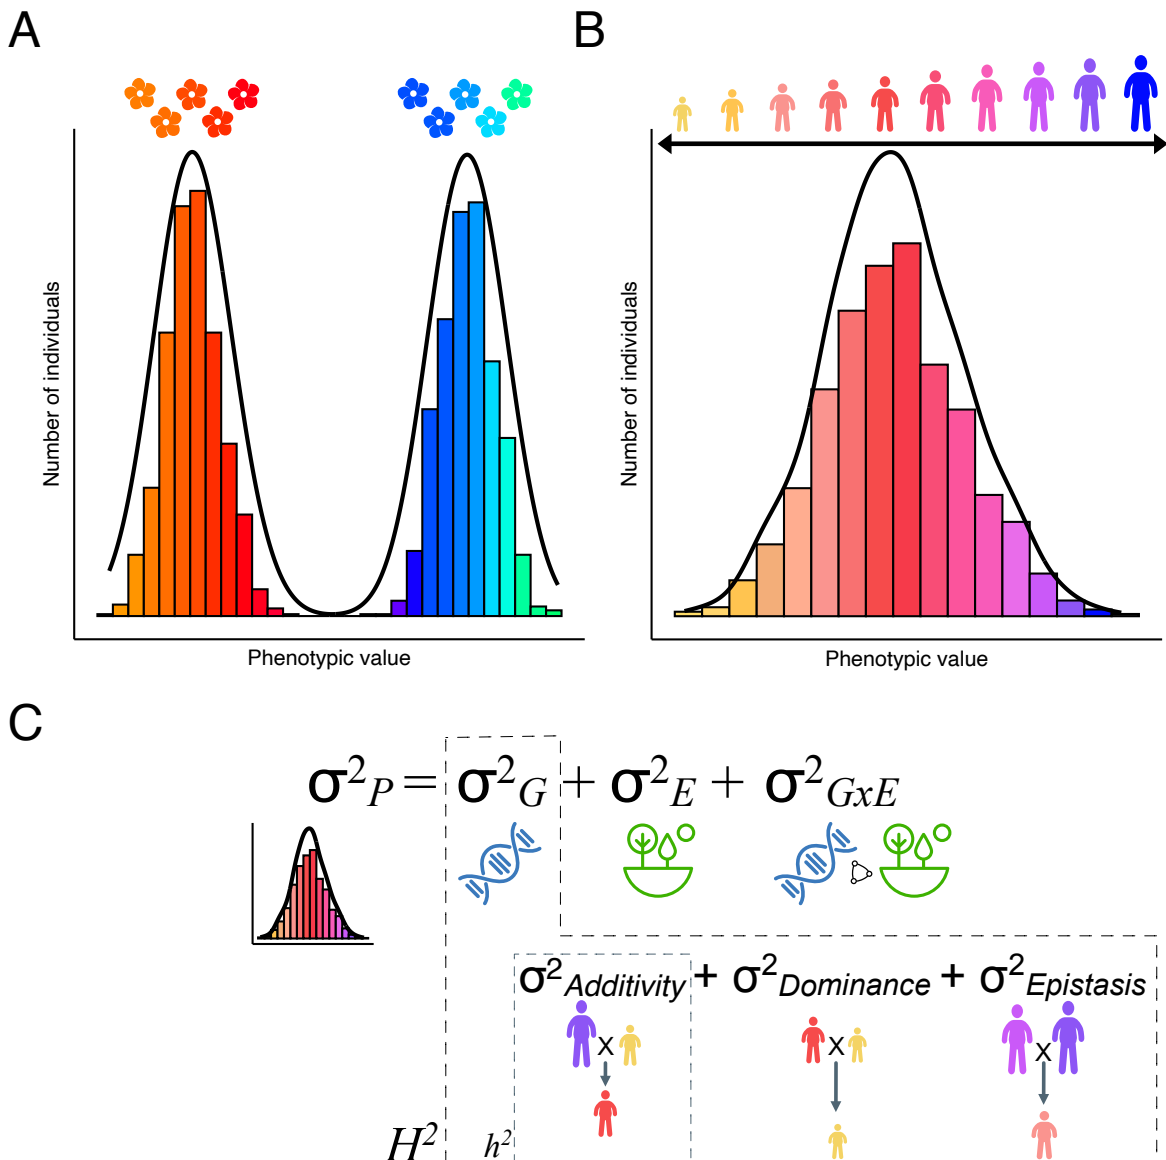 A
B
Number of individuals
Phenotypic value
Number of individuals
Phenotypic value
C
σ²P = σ²G + σ²E + σ²GxE
σ²Additivity + σ²Dominance + σ²Epistasis
X X X
H² h²